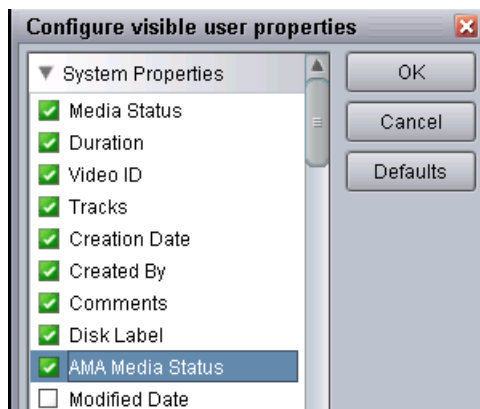 Configure visible user properties
System Properties
Media Status
Duration
Video ID
Tracks
Creation Date
Created By
Comments
Disk Label
AMA Media Status
Modified Date
OK
Cancel
Defaults